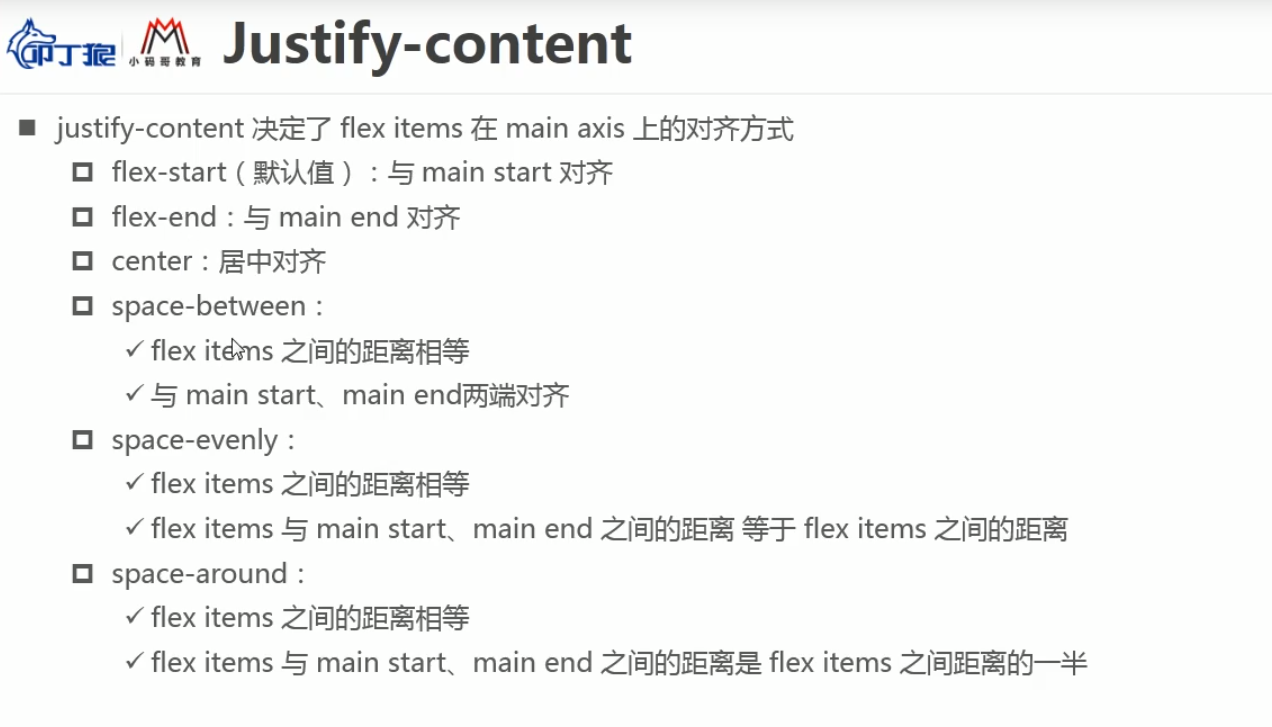 叩丁狼
小码哥教育
Justify-content
justify-content 决定了 flex items 在 main axis 上的对齐方式
flex-start（默认值）：与 main start 对齐
flex-end：与 main end 对齐
center：居中对齐
space-between：
✓ flex items 之间的距离相等
✓ 与 main start、main end两端对齐
space-evenly：
✓ flex items 之间的距离相等
✓ flex items 与 main start、main end 之间的距离 等于 flex items 之间的距离
space-around：
✓ flex items 之间的距离相等
✓ flex items 与 main start、main end 之间的距离是 flex items 之间距离的一半